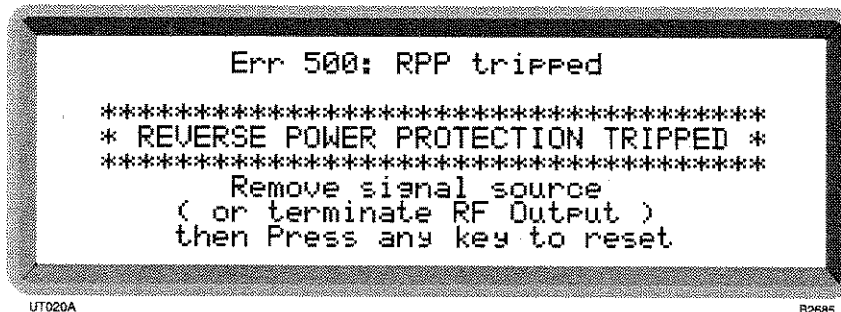 Err 500: RPP tripped
*************************************
* REVERSE POWER PROTECTION TRIPPED *
*************************************
Remove signal source
( or terminate RF Output )
then Press any key to reset
UT020A
B2685